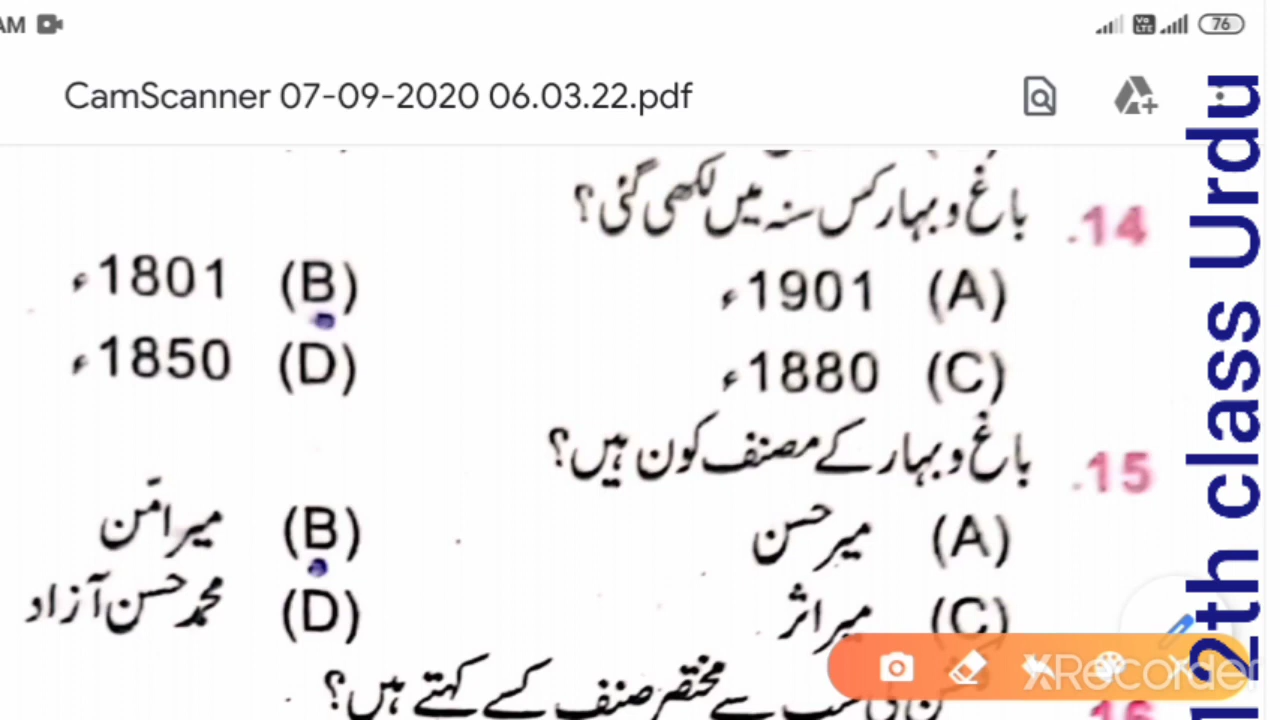 AM
76
CamScanner 07-09-2020 06.03.22.pdf
14. باغ و بہار کس سنہ میں لکھی گئی؟
(A) 1901ء (B) 1801ء
(C) 1880ء (D) 1850ء
15. باغ و بہار کے مصنف کون ہیں؟
(A) میر حسن (B) میر امّن
(C) میر اثر (D) محمد حسن آزاد
16. سے مختصر صنف کسے کہتے ہیں؟
XRecorder
12th class Urdu